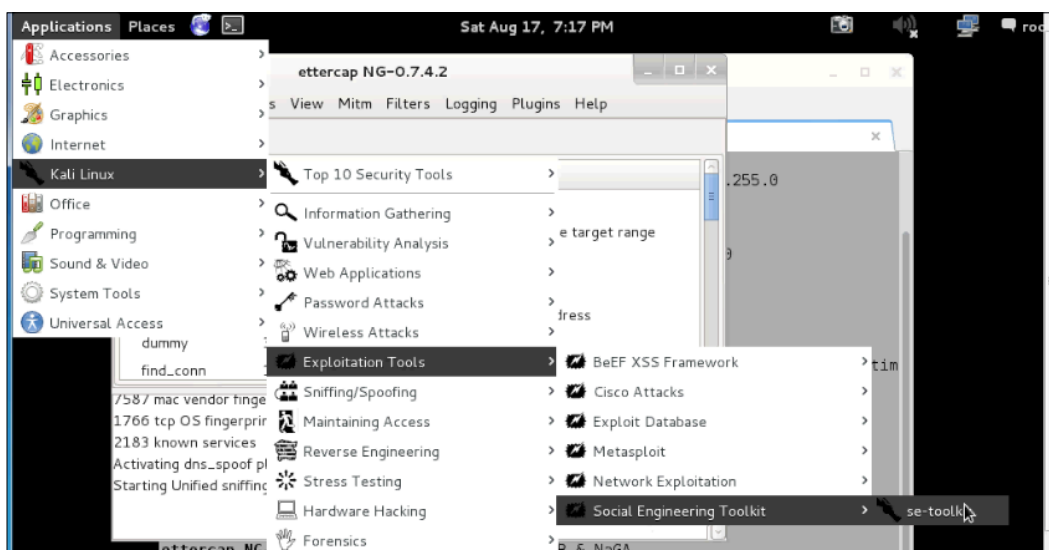 Applications Places Sat Aug 17, 7:17 PM
Accessories
Electronics
Graphics
Internet
Kali Linux
Office
Programming
Sound & Video
System Tools
Universal Access
ettercap NG-0.7.4.2
View Mitm Filters Logging Plugins Help
Top 10 Security Tools
Information Gathering
Vulnerability Analysis
Web Applications
Password Attacks
Wireless Attacks
Exploitation Tools
Sniffing/Spoofing
Maintaining Access
Reverse Engineering
Stress Testing
Hardware Hacking
Forensics
BeEF XSS Framework
Cisco Attacks
Exploit Database
Metasploit
Network Exploitation
Social Engineering Toolkit
.255.0
e target range
dress
dummy
find_conn
7587 mac vendor finge
1766 tcp OS fingerprin
2183 known services
Activating dns_spoof pl
Starting Unified sniffing
ettercap NG